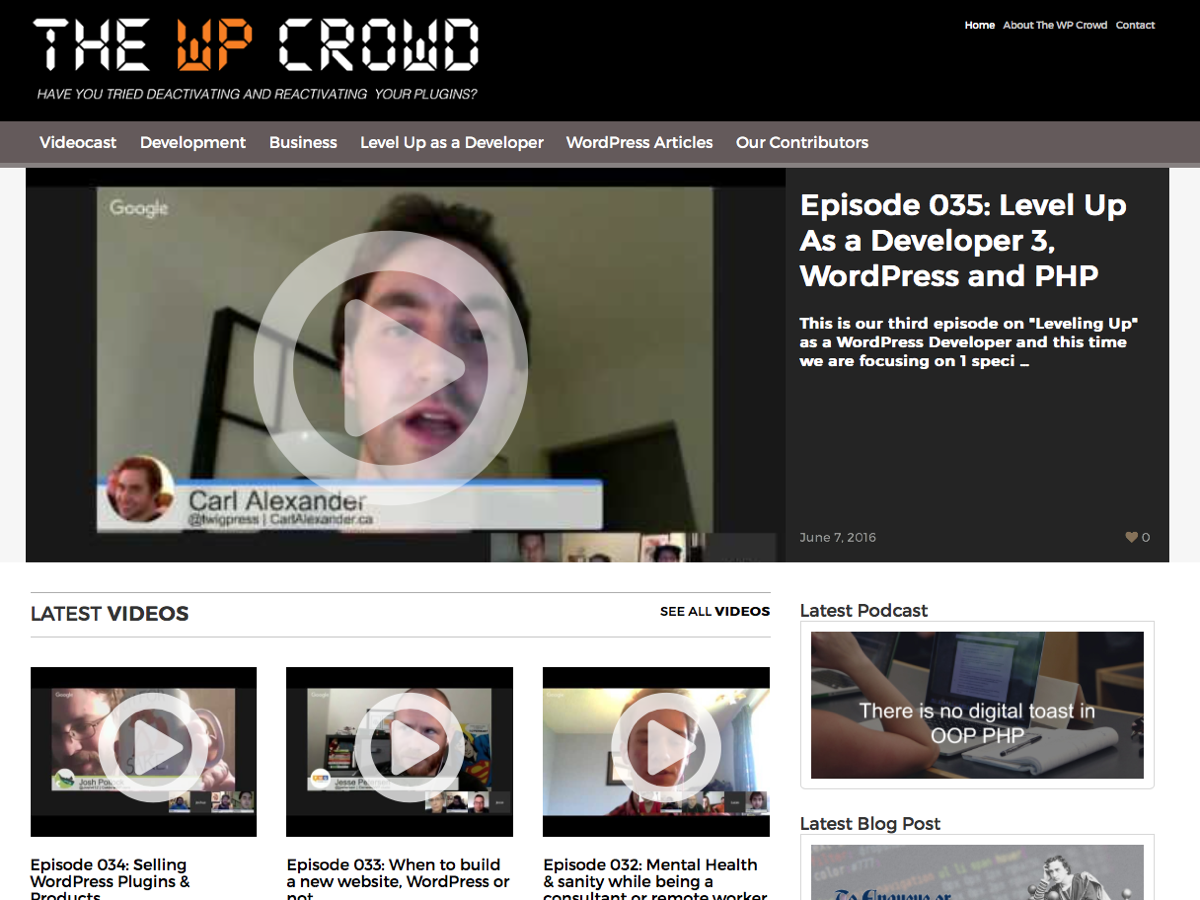 THE WP CROWD
HAVE YOU TRIED DEACTIVATING AND REACTIVATING YOUR PLUGINS?
Home About The WP Crowd Contact
Videocast Development Business Level Up as a Developer WordPress Articles Our Contributors
Google
Carl Alexander
@twigpress | CarlAlexander.ca
Episode 035: Level Up
As a Developer 3,
WordPress and PHP
This is our third episode on "Leveling Up"
as a WordPress Developer and this time
we are focusing on 1 speci ...
June 7, 2016
0
LATEST VIDEOS
SEE ALL VIDEOS
Google
Josh
Google
Jesse
Episode 034: Selling
WordPress Plugins &
Products
Episode 033: When to build
a new website, WordPress or
not
Episode 032: Mental Health
& sanity while being a
consultant or remote worker
Latest Podcast
There is no digital toast in
OOP PHP
Latest Blog Post